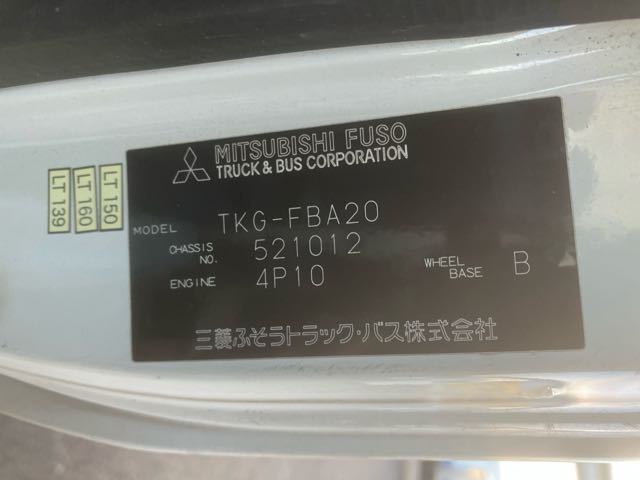 MITSUBISHI FUSO
TRUCK & BUS CORPORATION
LT 139
LT 160
LT 150
MODEL TKG-FBA20
CHASSIS NO. 521012
ENGINE 4P10 WHEEL BASE B
三菱ふそうトラック・バス株式会社